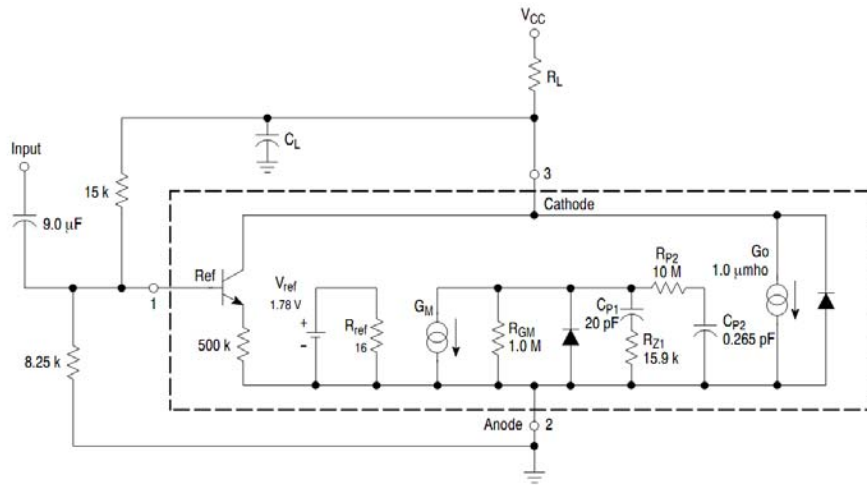 VCC
RL
Input
CL
15 k
3
9.0 μF
Cathode
Ref
1
Vref
1.78 V
+
-
Rref
16
GM
RGM
1.0 M
RP2
10 M
CP1
20 pF
RZ1
15.9 k
CP2
0.265 pF
Go
1.0 μmho
500 k
8.25 k
Anode
2